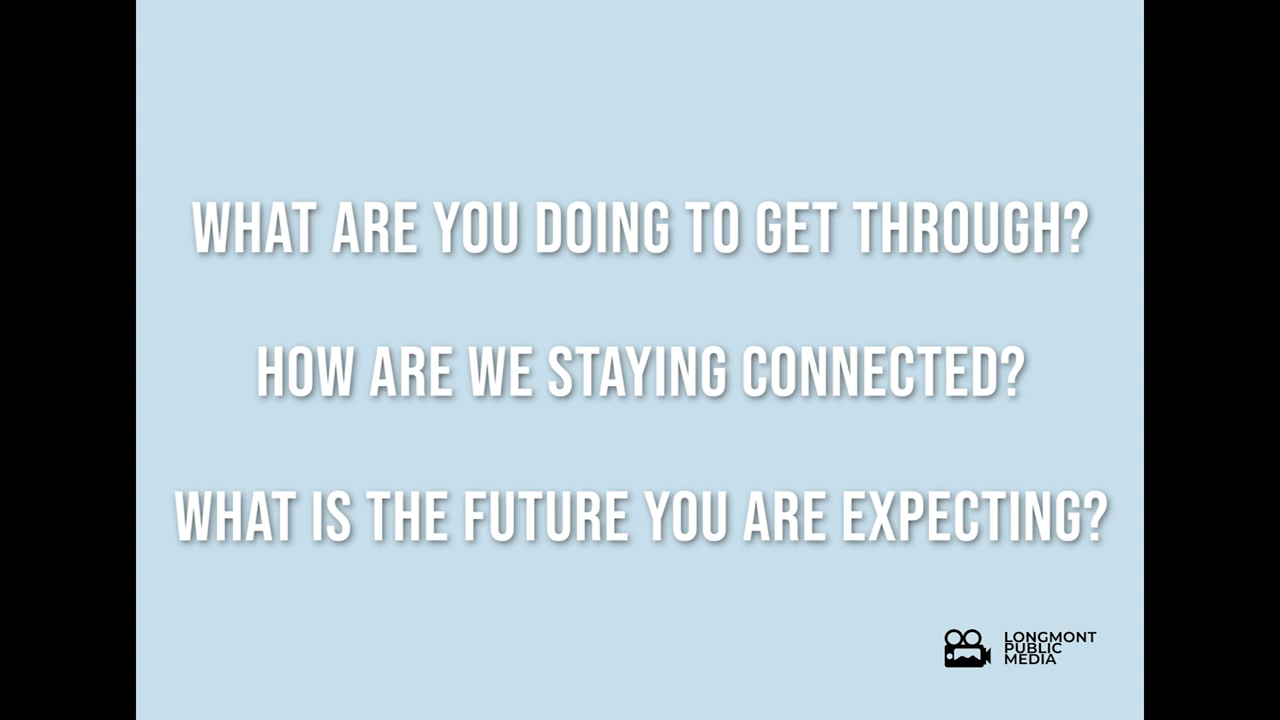 WHAT ARE YOU DOING TO GET THROUGH?
HOW ARE WE STAYING CONNECTED?
WHAT IS THE FUTURE YOU ARE EXPECTING?
LONGMONT
PUBLIC
MEDIA